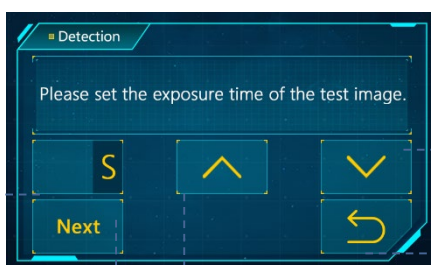 Detection
Please set the exposure time of the test image.
S
Next